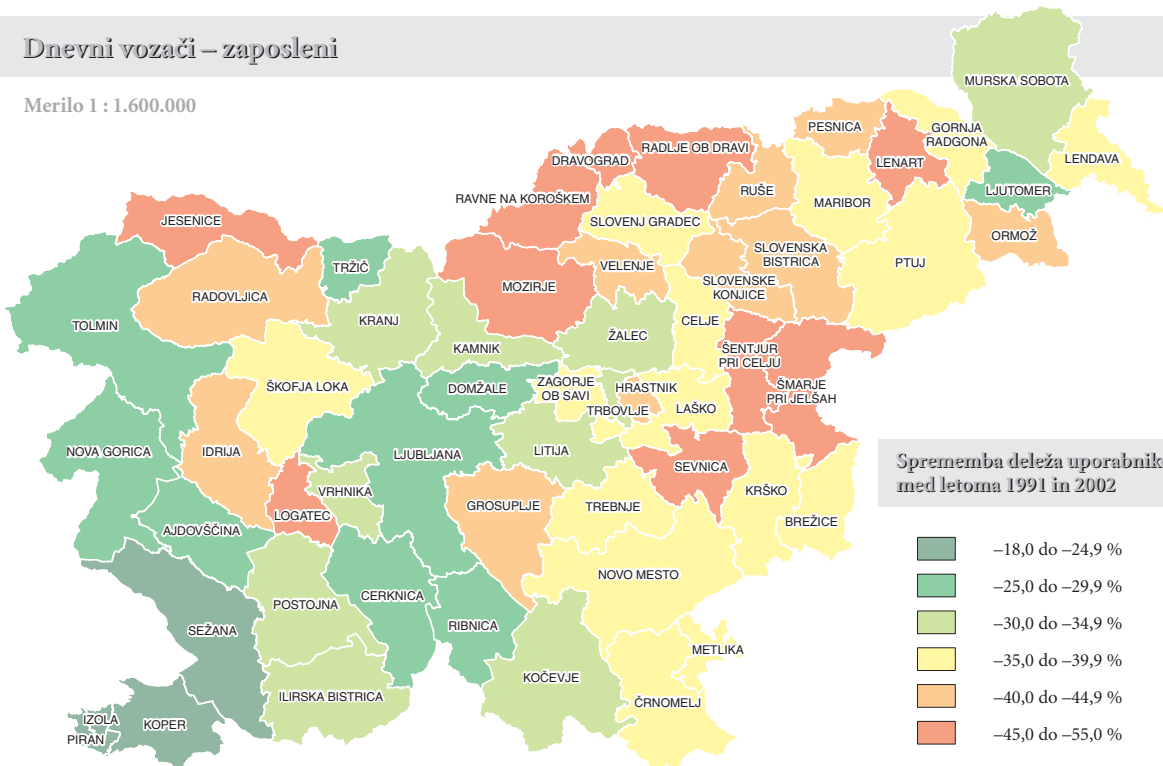 Dnevni vozači – zaposleni
Merilo 1 : 1.600.000
MURSKA SOBOTA
PESNICA
GORNJA
RADGONA
LENDAVA
LENART
RADLJE OB DRAVI
DRAVOGRAD
LJUTOMER
RUŠE
RAVNE NA KOROŠKEM
MARIBOR
JESENICE
SLOVENJ GRADEC
ORMOŽ
SLOVENSKA
BISTRICA
PTUJ
TRŽIČ
VELENJE
SLOVENSKE
KONJICE
MOZIRJE
RADOVLJICA
TOLMIN
KRANJ
CELJE
ŽALEC
KAMNIK
ŠENTJUR
PRI CELJU
ŠKOFJA LOKA
DOMŽALE
ZAGORJE
OB SAVI
HRASTNIK
ŠMARJE
PRI JELŠAH
TRBOVLJE
LAŠKO
NOVA GORICA
IDRIJA
LJUBLJANA
LITIJA
SEVNICA
VRHNIKA
KRŠKO
GROSUPLJE
TREBNJE
LOGATEC
BREŽICE
AJDOVŠČINA
NOVO MESTO
CERKNICA
POSTOJNA
RIBNICA
SEŽANA
METLIKA
KOČEVJE
ILIRSKA BISTRICA
ČRNOMELJ
IZOLA
KOPER
PIRAN
Sprememba deleža uporabnik
med letoma 1991 in 2002
–18,0 do –24,9 %
–25,0 do –29,9 %
–30,0 do –34,9 %
–35,0 do –39,9 %
–40,0 do –44,9 %
–45,0 do –55,0 %